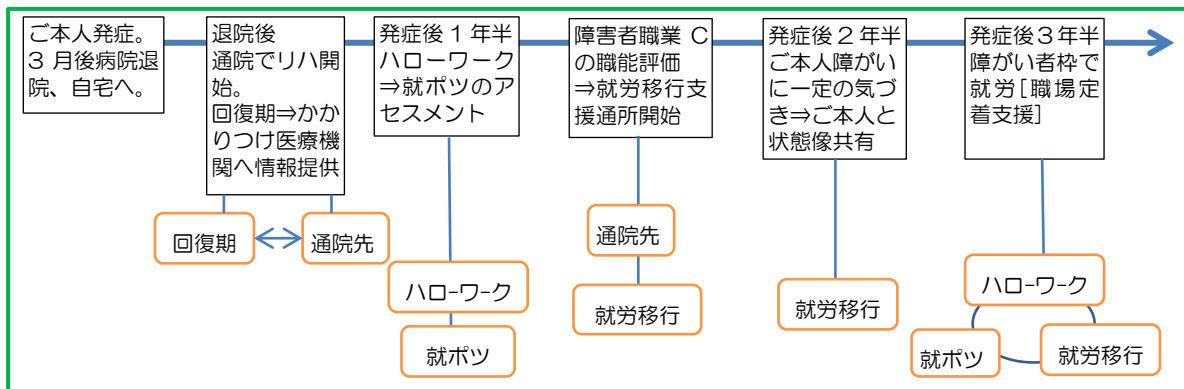 ご本人発症。
3 月後病院退
院、自宅へ。
退院後
通院でリハ開
始。
回復期⇒かか
りつけ医療機
関へ情報提供
発症後 1 年半
ハローワーク
⇒就ポツのア
セスメント
障害者職業 C
の職能評価
⇒就労移行支
援通所開始
発症後 2 年半
ご本人障がい
に一定の気づ
き⇒ご本人と
状態像共有
発症後 3 年半
障がい者枠で
就労[職場定
着支援]
回復期
通院先
ハロ-ワ-ク
就ポツ
通院先
就労移行
就労移行
ハロ-ワ-ク
就ポツ
就労移行